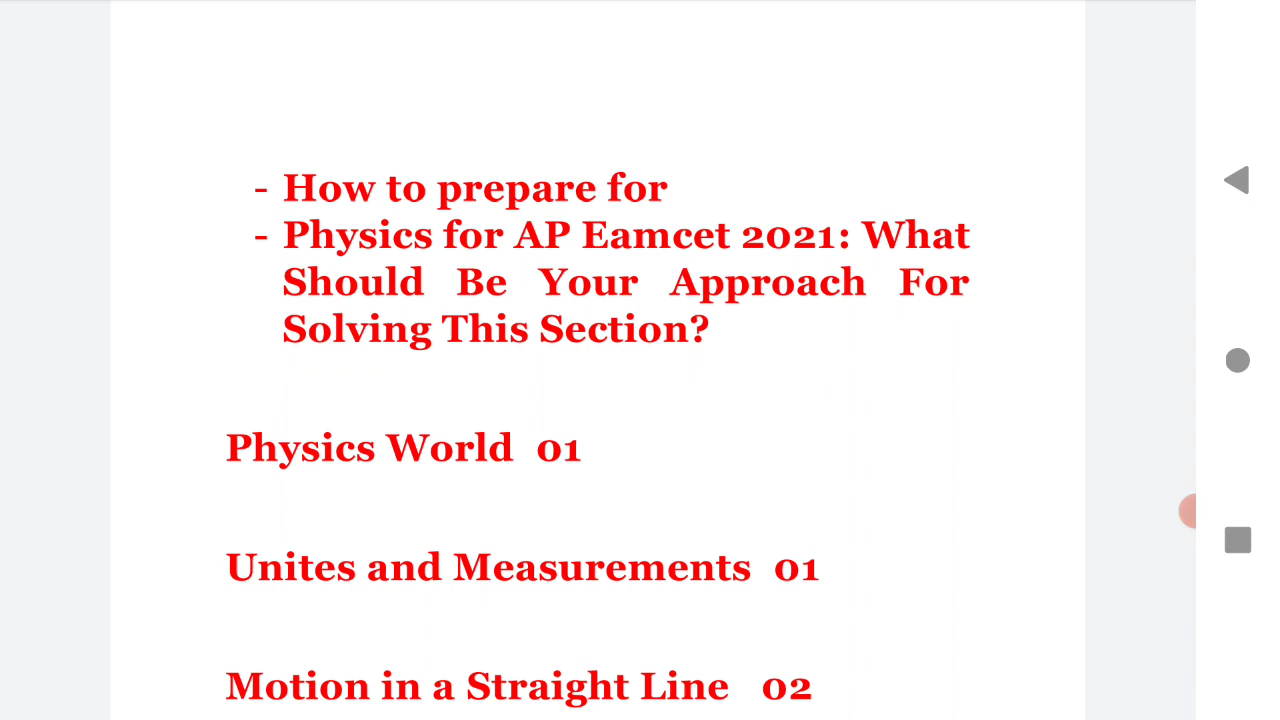 - How to prepare for
- Physics for AP Eamcet 2021: What
Should Be Your Approach For
Solving This Section?
Physics World 01
Unites and Measurements 01
Motion in a Straight Line 02